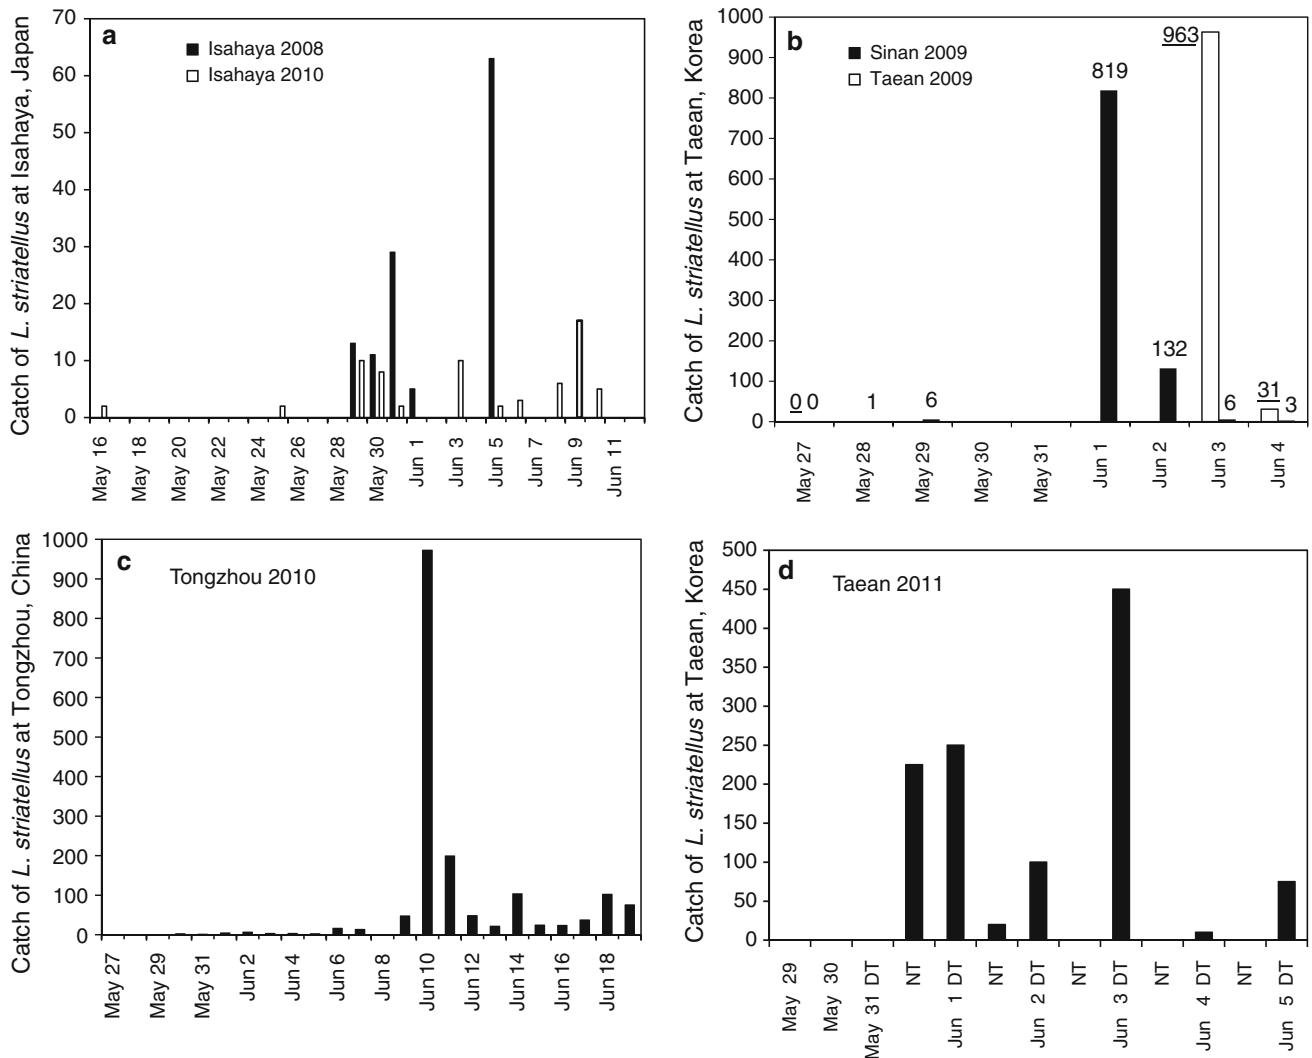 a
Isahaya 2008
Isahaya 2010
Catch of L. striatellus at Isahaya, Japan
70
60
50
40
30
20
10
0
May 16
May 18
May 20
May 22
May 24
May 26
May 28
May 30
Jun 1
Jun 3
Jun 5
Jun 7
Jun 9
Jun 11
b
Sinan 2009
Taean 2009
Catch of L. striatellus at Taean, Korea
1000
900
800
700
600
500
400
300
200
100
0
0 0
1
6
819
132
963
6
31
3
May 27
May 28
May 29
May 30
May 31
Jun 1
Jun 2
Jun 3
Jun 4
c
Tongzhou 2010
Catch of L. striatellus at Tongzhou, China
1000
900
800
700
600
500
400
300
200
100
0
May 27
May 29
May 31
Jun 2
Jun 4
Jun 6
Jun 8
Jun 10
Jun 12
Jun 14
Jun 16
Jun 18
d
Taean 2011
Catch of L. striatellus at Taean, Korea
500
450
400
350
300
250
200
150
100
50
0
May 29
May 30
May 31 DT
NT
Jun 1 DT
NT
Jun 2 DT
NT
Jun 3 DT
NT
Jun 4 DT
NT
Jun 5 DT